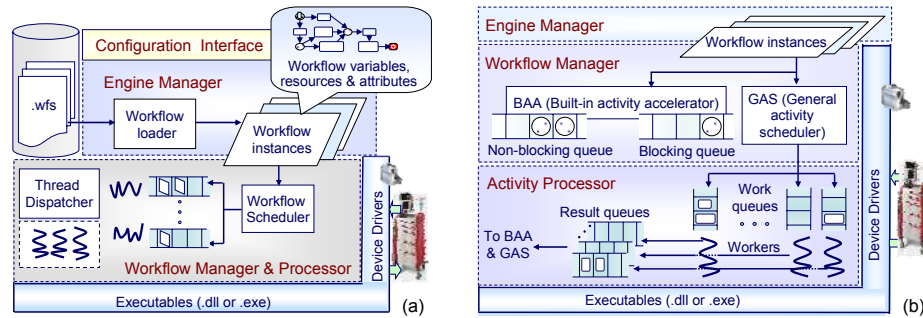 Configuration Interface
Workflow variables,
resources & attributes
Engine Manager
.wfs
Workflow
loader
Workflow
instances
Thread
Dispatcher
Workflow
Scheduler
Workflow Manager & Processor
Device Drivers
Executables (.dll or .exe)
(a)
Engine Manager
Workflow instances
Workflow Manager
BAA (Built-in activity accelerator)
GAS (General
activity
scheduler)
Non-blocking queue
Blocking queue
Activity Processor
Work
queues
Result queues
To BAA
& GAS
Workers
Device Drivers
Executables (.dll or .exe)
(b)